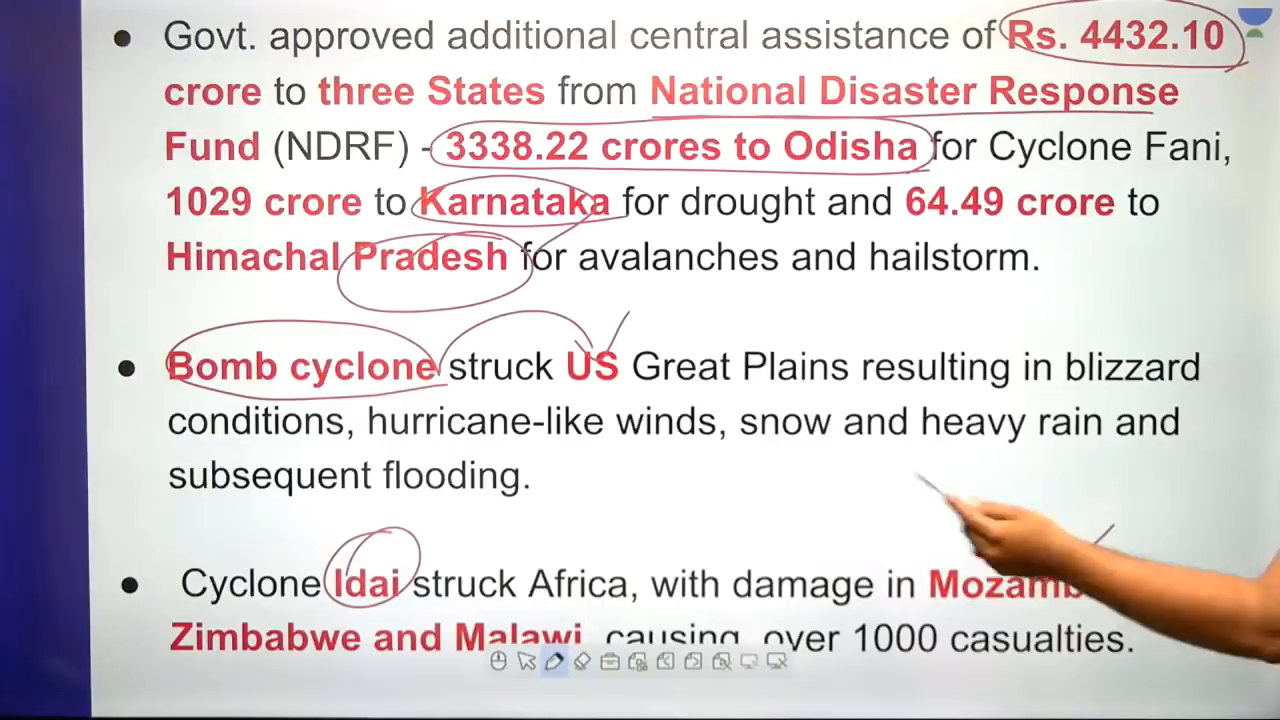 • Govt. approved additional central assistance of Rs. 4432.10
crore to three States from National Disaster Response
Fund (NDRF) - 3338.22 crores to Odisha for Cyclone Fani,
1029 crore to Karnataka for drought and 64.49 crore to
Himachal Pradesh for avalanches and hailstorm.
• Bomb cyclone struck US Great Plains resulting in blizzard
conditions, hurricane-like winds, snow and heavy rain and
subsequent flooding.
• Cyclone Idai struck Africa, with damage in
Zimbabwe and Malawi, causing over 1000 casualties.